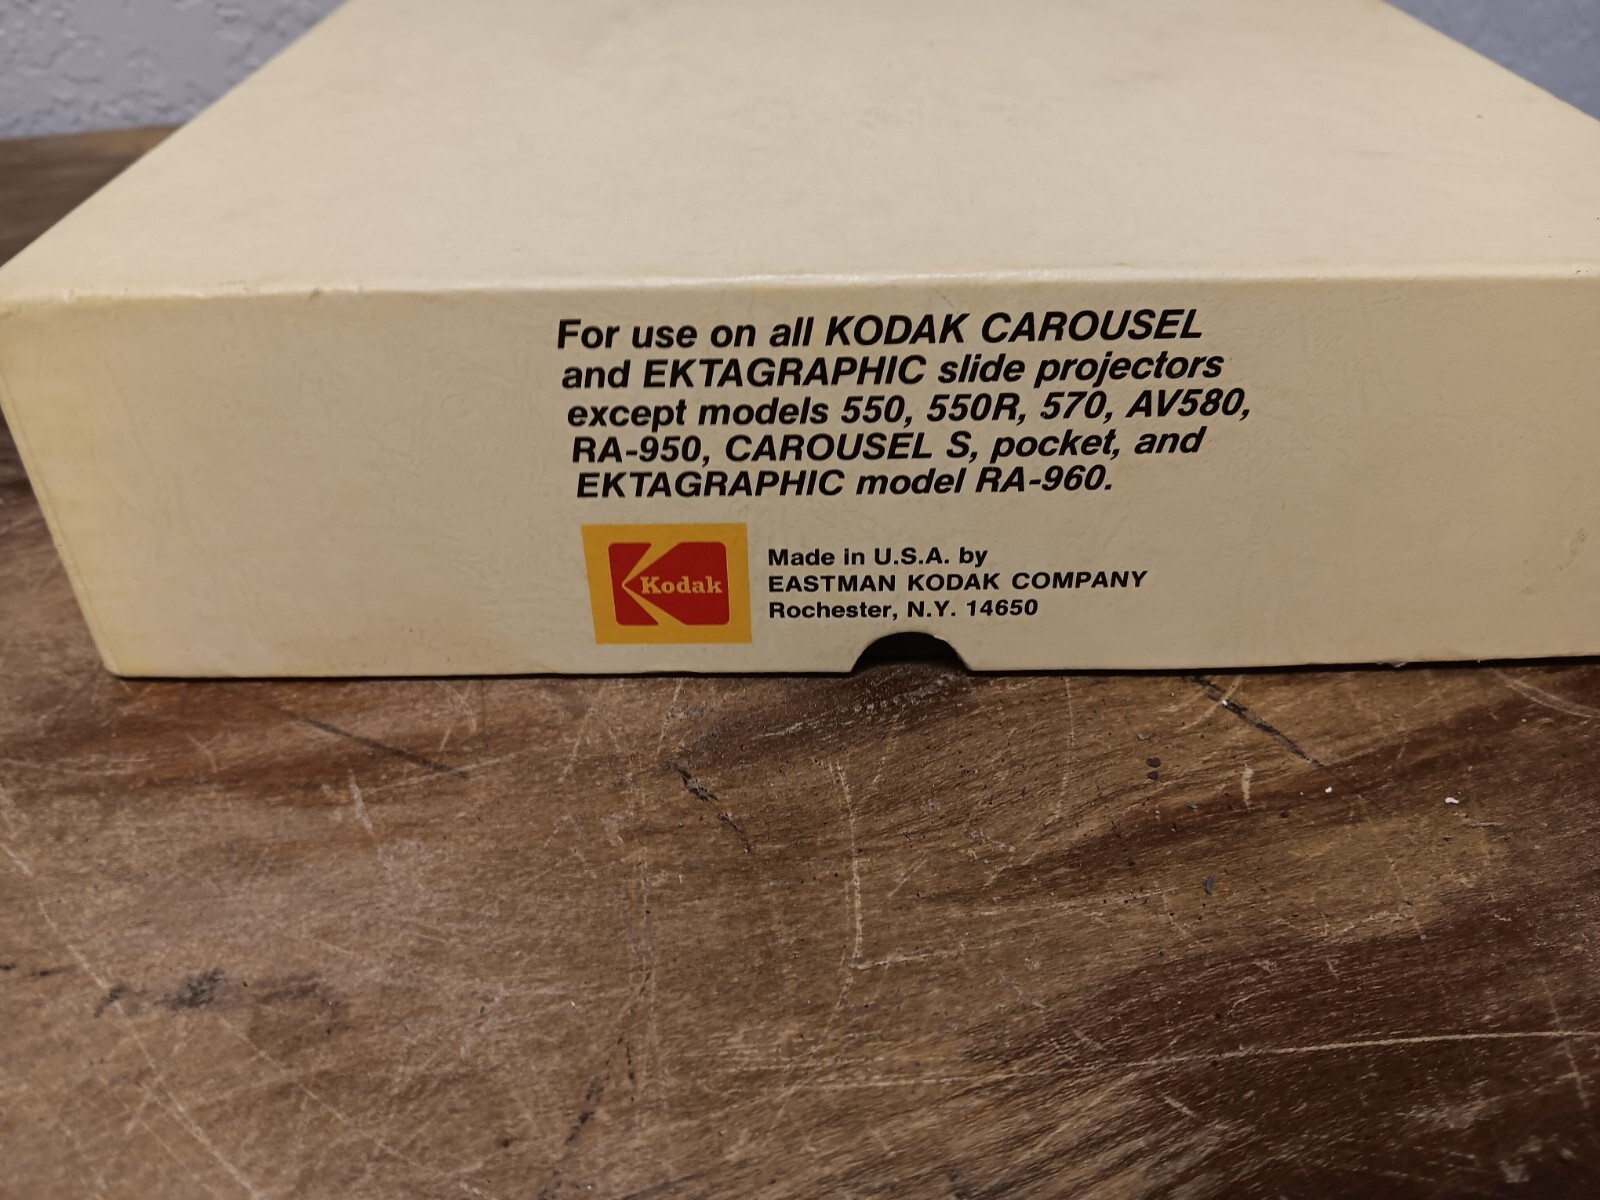 For use on all KODAK CAROUSEL
and EKTAGRAPHIC slide projectors
except models 550, 550R, 570, AV580,
RA-950, CAROUSEL S, pocket, and
EKTAGRAPHIC model RA-960.
Kodak
Made in U.S.A. by
EASTMAN KODAK COMPANY
Rochester, N.Y. 14650